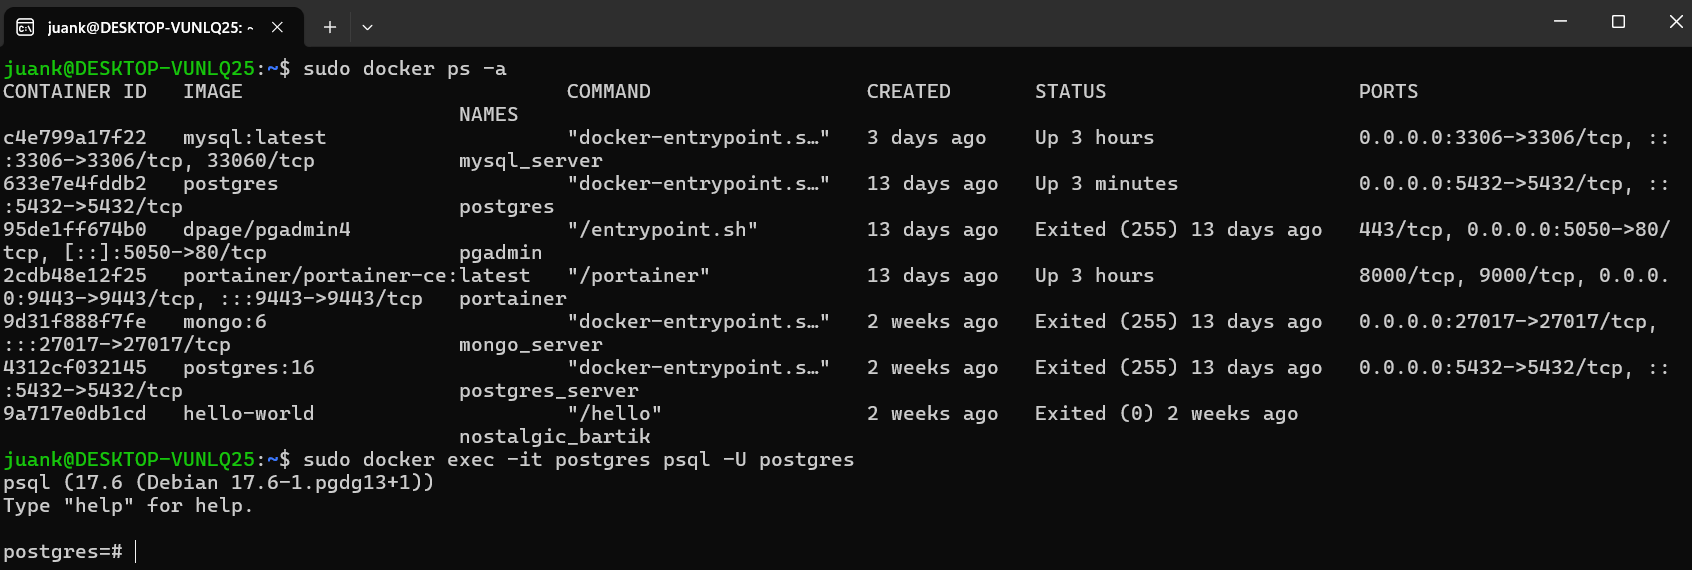 juank@DESKTOP-VUNLQ25: ~
juank@DESKTOP-VUNLQ25:~$ sudo docker ps -a
CONTAINER ID   IMAGE                           COMMAND                  CREATED       STATUS                     PORTS
                                      NAMES
c4e799a17f22   mysql:latest                    "docker-entrypoint.s…"   3 days ago    Up 3 hours                 0.0.0.0:3306->3306/tcp, ::
:3306->3306/tcp, 33060/tcp            mysql_server
633e7e4fddb2   postgres                        "docker-entrypoint.s…"   13 days ago   Up 3 minutes               0.0.0.0:5432->5432/tcp, ::
:5432->5432/tcp                       postgres
95de1ff674b0   dpage/pgadmin4                  "/entrypoint.sh"         13 days ago   Exited (255) 13 days ago   443/tcp, 0.0.0.0:5050->80/
tcp, [::]:5050->80/tcp                pgadmin
2cdb48e12f25   portainer/portainer-ce:latest   "/portainer"             13 days ago   Up 3 hours                 8000/tcp, 9000/tcp, 0.0.0.
0:9443->9443/tcp, :::9443->9443/tcp   portainer
9d31f888f7fe   mongo:6                         "docker-entrypoint.s…"   2 weeks ago   Exited (255) 13 days ago   0.0.0.0:27017->27017/tcp,
:::27017->27017/tcp                   mongo_server
4312cf032145   postgres:16                     "docker-entrypoint.s…"   2 weeks ago   Exited (255) 13 days ago   0.0.0.0:5432->5432/tcp, ::
:5432->5432/tcp                       postgres_server
9a717e0db1cd   hello-world                     "/hello"                 2 weeks ago   Exited (0) 2 weeks ago
                                      nostalgic_bartik
juank@DESKTOP-VUNLQ25:~$ sudo docker exec -it postgres psql -U postgres
psql (17.6 (Debian 17.6-1.pgdg13+1))
Type "help" for help.
postgres=#